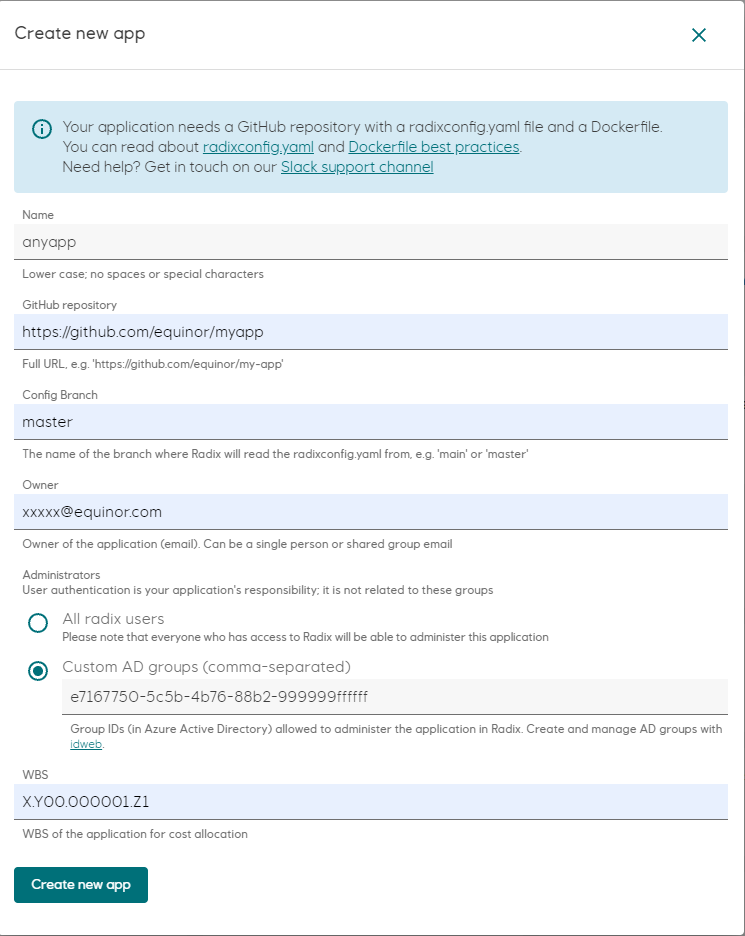 Create new app
Your application needs a GitHub repository with a radixconfig.yaml file and a Dockerfile.
You can read about radixconfig.yaml and Dockerfile best practices.
Need help? Get in touch on our Slack support channel
Name
anyapp
Lower case; no spaces or special characters
GitHub repository
https://github.com/equinor/myapp
Full URL, e.g. 'https://github.com/equinor/my-app'
Config Branch
master
The name of the branch where Radix will read the radixconfig.yaml from, e.g. 'main' or 'master'
Owner
xxxxx@equinor.com
Owner of the application (email). Can be a single person or shared group email
Administrators
User authentication is your application's responsibility; it is not related to these groups
All radix users
Please note that everyone who has access to Radix will be able to administer this application
Custom AD groups (comma-separated)
e7167750-5c5b-4b76-88b2-999999ffffff
Group IDs (in Azure Active Directory) allowed to administer the application in Radix. Create and manage AD groups with
idweb.
WBS
X.Y00.000001.Z1
WBS of the application for cost allocation
Create new app